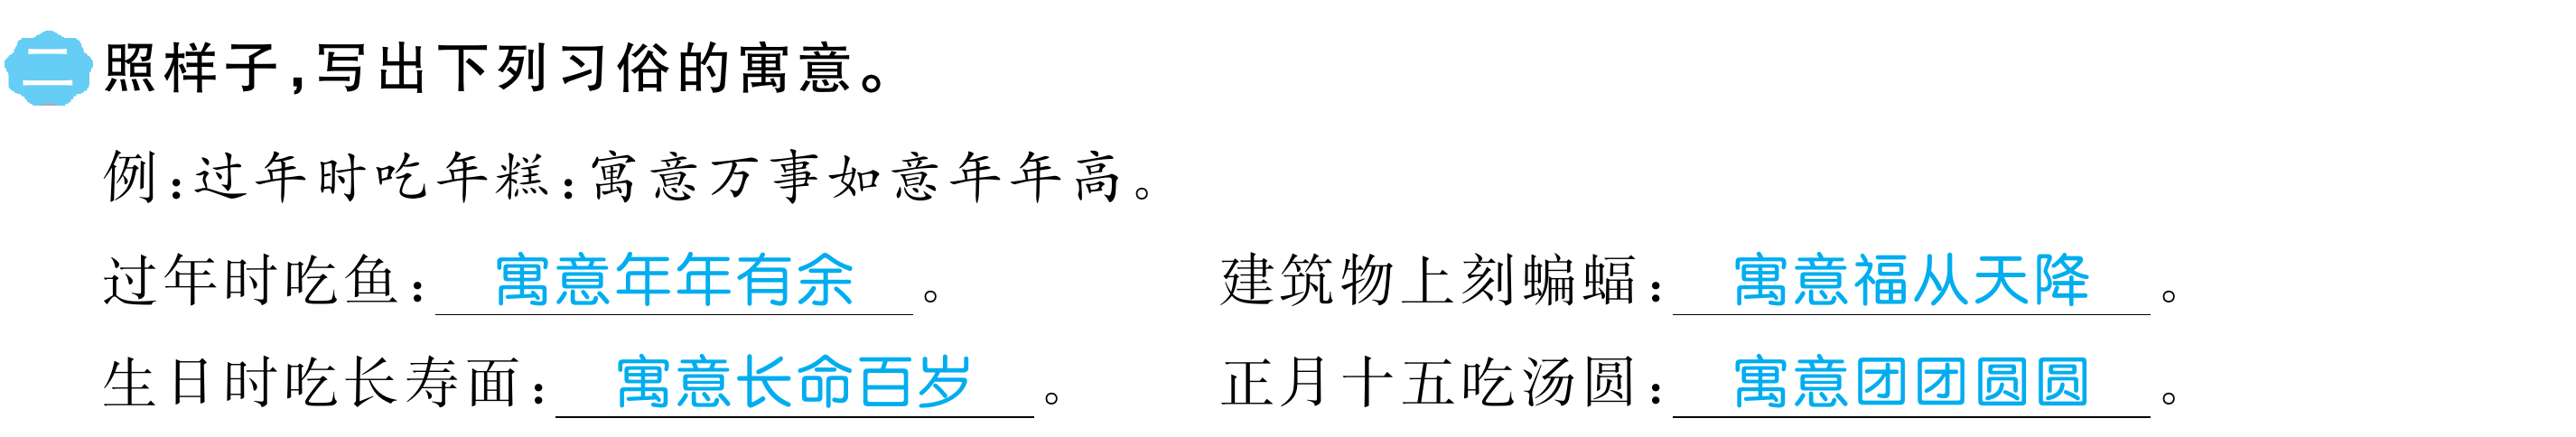 二 照样子,写出下列习俗的寓意。
例:过年时吃年糕:寓意万事如意年年高。
过年时吃鱼:寓意年年有余。 建筑物上刻蝙蝠:寓意福从天降。
生日时吃长寿面:寓意长命百岁。 正月十五吃汤圆:寓意团团圆圆。